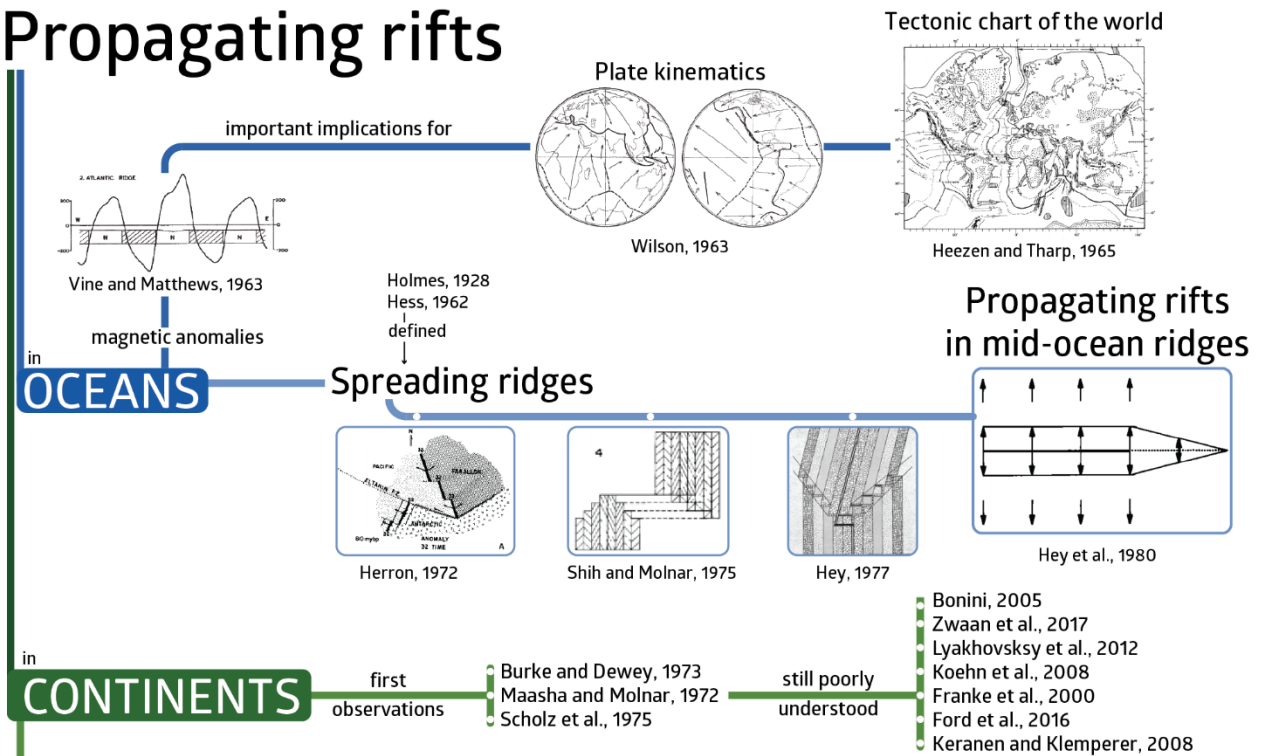 Propagating rifts
Tectonic chart of the world
Plate kinematics
important implications for
2. ATLANTIC RIDGE
W
E
N
N
N
Wilson, 1963
Heezen and Tharp, 1965
Vine and Matthews, 1963
Holmes, 1928
Hess, 1962
defined
magnetic anomalies
Propagating rifts
in mid-ocean ridges
in
OCEANS
Spreading ridges
N
PACIFIC
FARALLON
ELTANIN F.Z.
ANTARCTIC
ANOMALY
32 TIME
A
4
Herron, 1972
Shih and Molnar, 1975
Hey, 1977
Hey et al., 1980
in
CONTINENTS
first
observations
Burke and Dewey, 1973
Maasha and Molnar, 1972
Scholz et al., 1975
still poorly
understood
Bonini, 2005
Zwaan et al., 2017
Lyakhovsksy et al., 2012
Koehn et al., 2008
Franke et al., 2000
Ford et al., 2016
Keranen and Klemperer, 2008